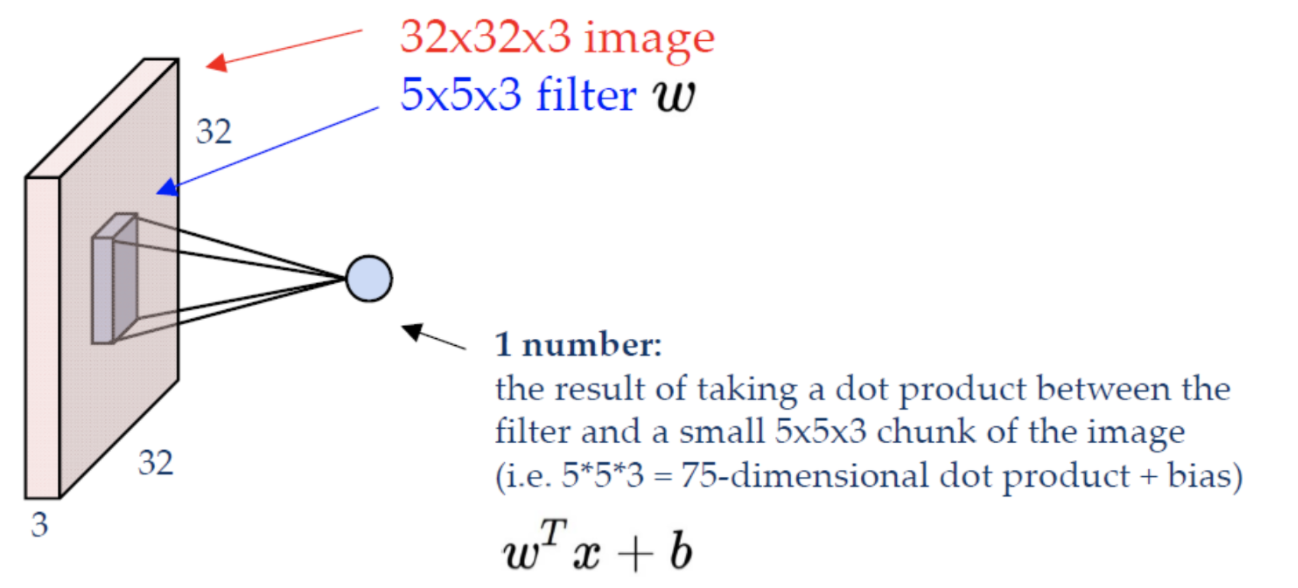 32x32x3 image
5x5x3 filter w
32
32
3
1 number:
the result of taking a dot product between the
filter and a small 5x5x3 chunk of the image
(i.e. 5*5*3 = 75-dimensional dot product + bias)
w^T x + b